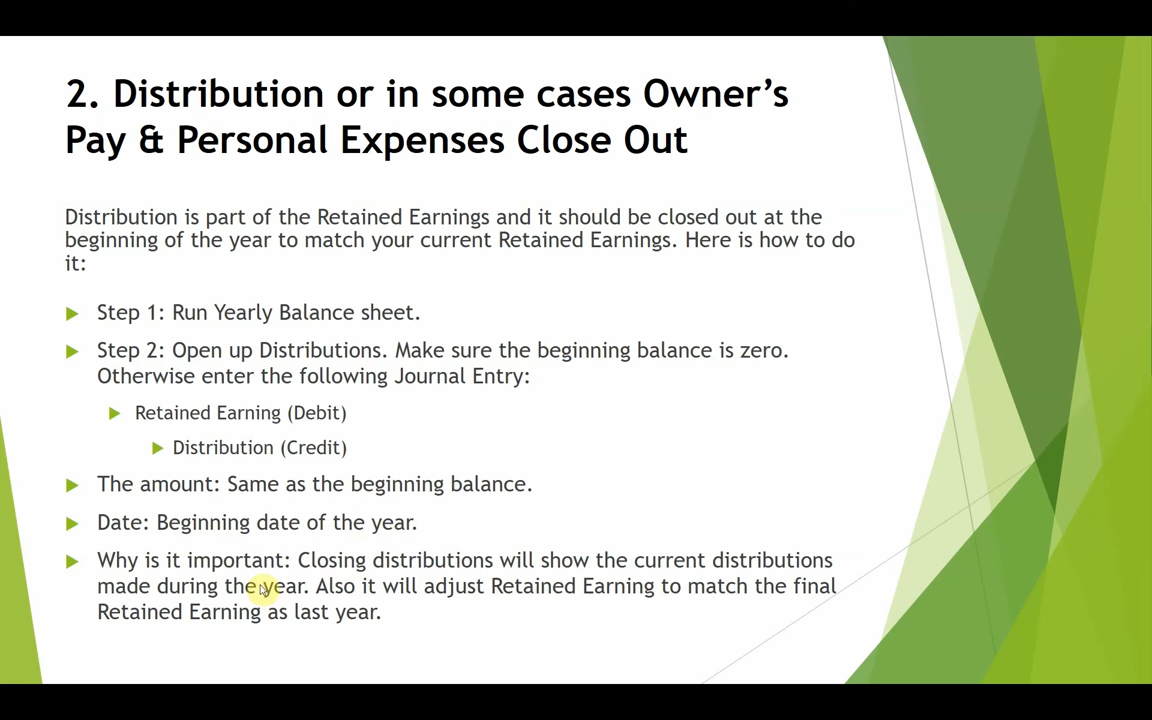 2. Distribution or in some cases Owner's
Pay & Personal Expenses Close Out
Distribution is part of the Retained Earnings and it should be closed out at the
beginning of the year to match your current Retained Earnings. Here is how to do
it:
Step 1: Run Yearly Balance sheet.
Step 2: Open up Distributions. Make sure the beginning balance is zero.
Otherwise enter the following Journal Entry:
Retained Earning (Debit)
Distribution (Credit)
The amount: Same as the beginning balance.
Date: Beginning date of the year.
Why is it important: Closing distributions will show the current distributions
made during the year. Also it will adjust Retained Earning to match the final
Retained Earning as last year.